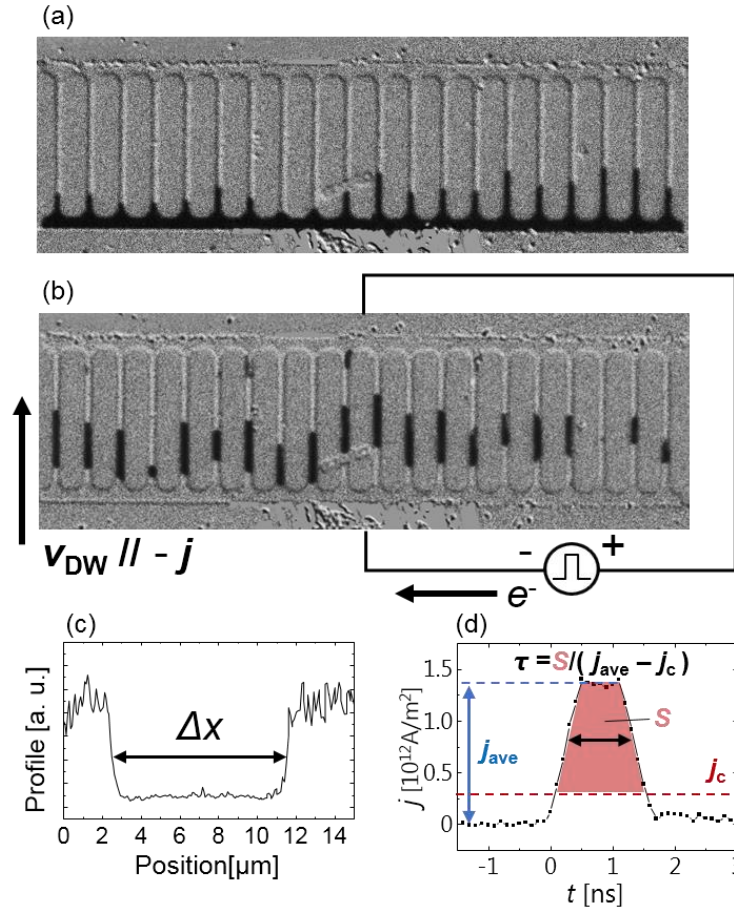 (a)
(b)
- +
v_DW // - j
e⁻
(c)
Profile [a. u.]
Δx
0 2 4 6 8 10 12 14
Position[μm]
(d)
τ = S/( j_ave − j_c )
j [10¹²A/m²]
1.5
1.0
0.5
0
j_ave
S
j_c
-1 0 1 2 3
t [ns]